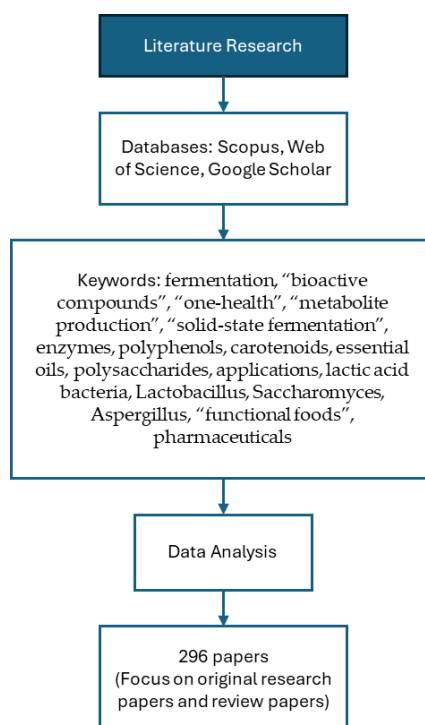 Literature Research
Databases: Scopus, Web
of Science, Google Scholar
Keywords: fermentation, “bioactive
compounds”, “one-health”, “metabolite
production”, “solid-state fermentation”,
enzymes, polyphenols, carotenoids, essential
oils, polysaccharides, applications, lactic acid
bacteria, Lactobacillus, Saccharomyces,
Aspergillus, “functional foods”,
pharmaceuticals
Data Analysis
296 papers
(Focus on original research
papers and review papers)